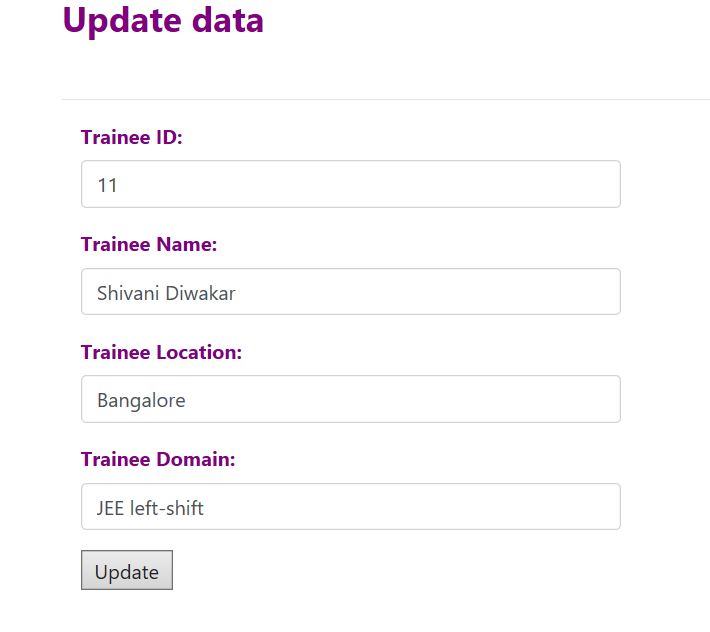 Update data
Trainee ID:
11
Trainee Name:
Shivani Diwakar
Trainee Location:
Bangalore
Trainee Domain:
JEE left-shift
Update